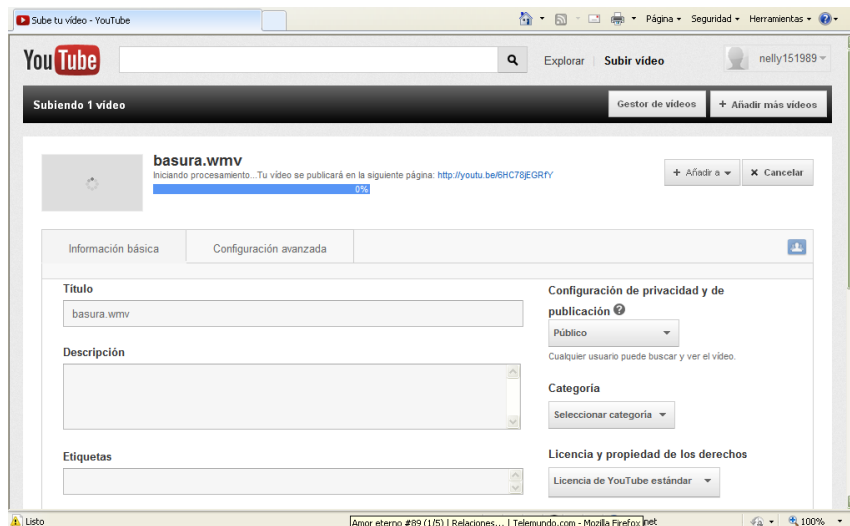 Sube tu vídeo - YouTube
Página Seguridad Herramientas
YouTube
Explorar Subir vídeo nelly151989
Subiendo 1 vídeo Gestor de vídeos + Añadir más vídeos
basura.wmv
Iniciando procesamiento...Tu vídeo se publicará en la siguiente página: http://youtu.be/6HC78jEGRfY
0%
+ Añadir a x Cancelar
Información básica Configuración avanzada
Título
basura.wmv
Descripción
Etiquetas
Configuración de privacidad y de
publicación
Público
Cualquier usuario puede buscar y ver el vídeo.
Categoría
Seleccionar categoría
Licencia y propiedad de los derechos
Licencia de YouTube estándar
Listo Amor eterno #89 (1/5) | Relaciones... | Telemundo.com - Mozilla Firefox net 100%